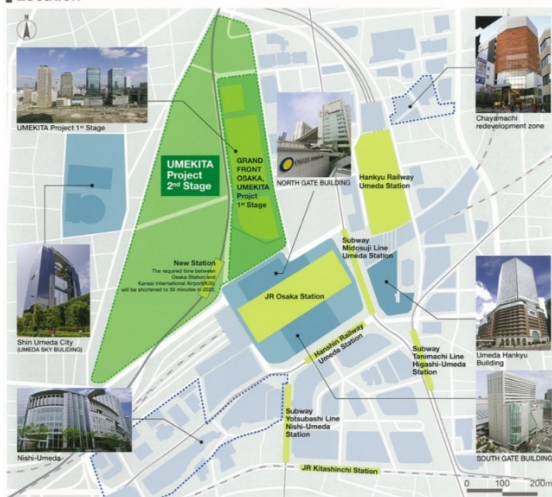 Location
N
UMEKITA Project 1st Stage
UMEKITA
Project
2nd Stage
GRAND
FRONT
OSAKA,
UMEKITA
Projct
1st Stage
NORTH GATE BUILDING
Chayamachi
redevelopment zone
Hankyu Railway
Umeda Station
Subway
Midosuji Line
Umeda Station
New Station
The required time between
Osaka Station and
Kansai International Airport(KIX)
will be shortened to 50 minutes in
JR Osaka Station
Shin Umeda City
(UMEDA SKY BUILDING)
Hanshin Railway
Umeda Station
Umeda Hankyu
Building
Subway
Tanimachi Line
Higashi-Umeda
Station
Nishi-Umeda
Subway
Yotsubashi Line
Nishi-Umeda
Station
SOUTH GATE BUILDING
JR Kitashinchi Station
0 100 200m